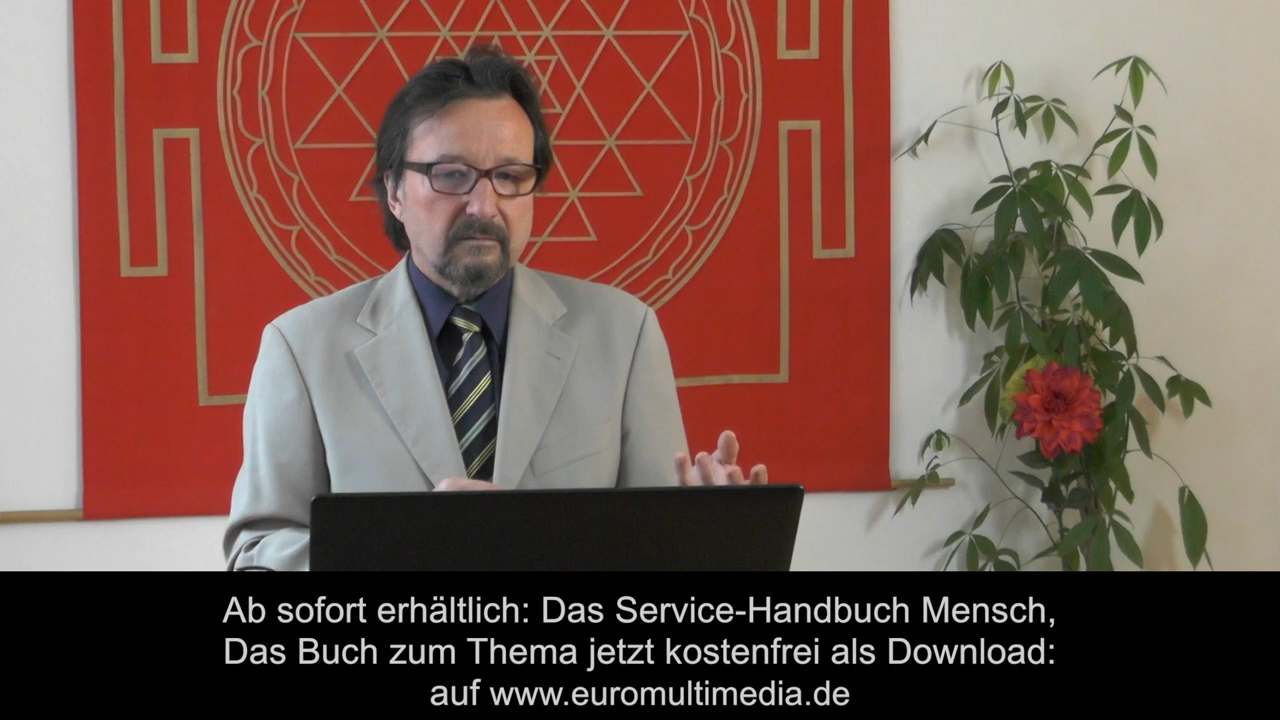 Ab sofort erhältlich: Das Service-Handbuch Mensch,
Das Buch zum Thema jetzt kostenfrei als Download:
auf www.euromultimedia.de